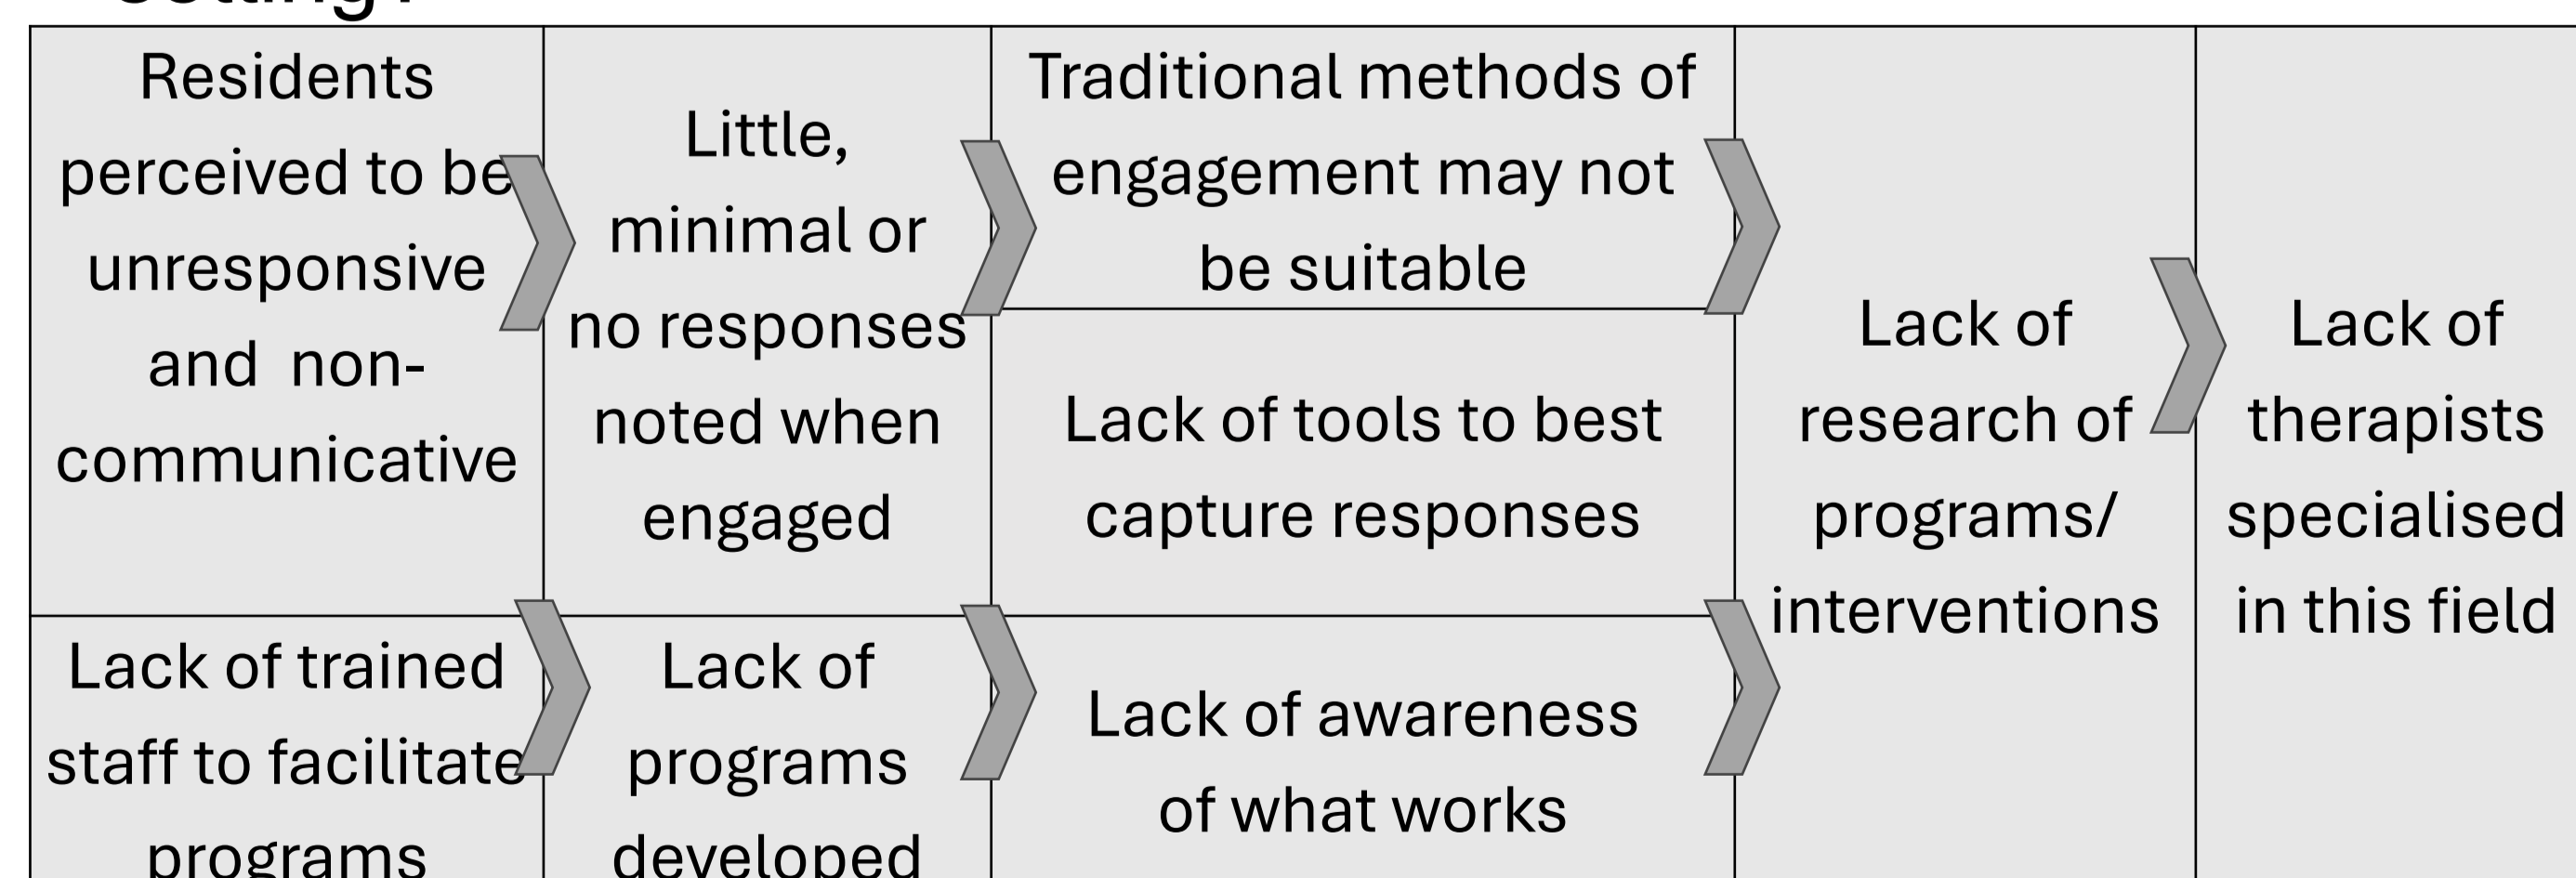 Residents
perceived to be
unresponsive
and  non-
communicative
Little,
minimal or
no responses
noted when
engaged
Traditional methods of
engagement may not
be suitable
Lack of tools to best
capture responses
Lack of
research of
programs/
interventions
Lack of
therapists
specialised
in this field
Lack of trained
staff to facilitate
programs
Lack of
programs
developed
Lack of awareness
of what works